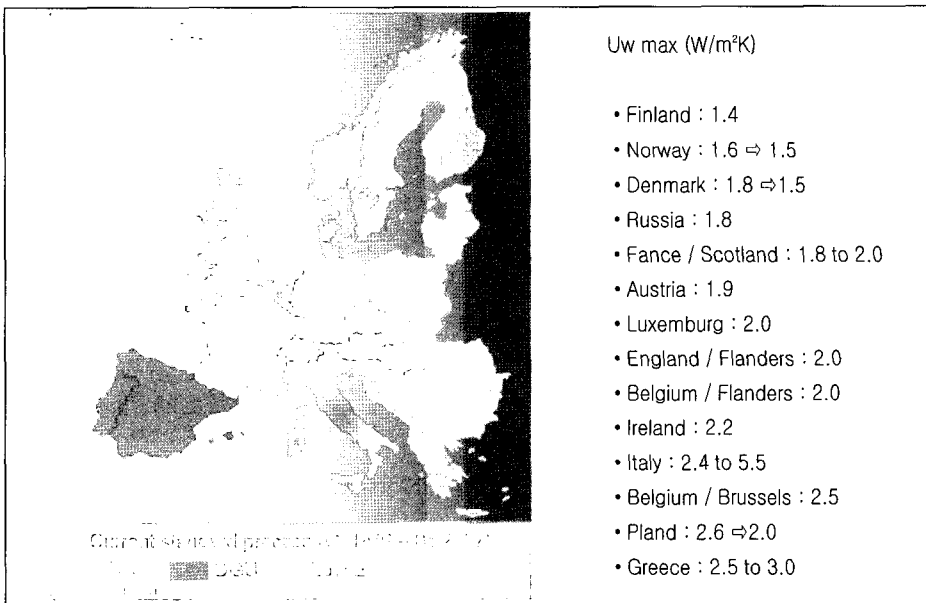 Uw max (W/m²K)
• Finland : 1.4
• Norway : 1.6 ⇨ 1.5
• Denmark : 1.8 ⇨1.5
• Russia : 1.8
• Fance / Scotland : 1.8 to 2.0
• Austria : 1.9
• Luxemburg : 2.0
• England / Flanders : 2.0
• Belgium / Flanders : 2.0
• Ireland : 2.2
• Italy : 2.4 to 5.5
• Belgium / Brussels : 2.5
• Pland : 2.6 ⇨2.0
• Greece : 2.5 to 3.0